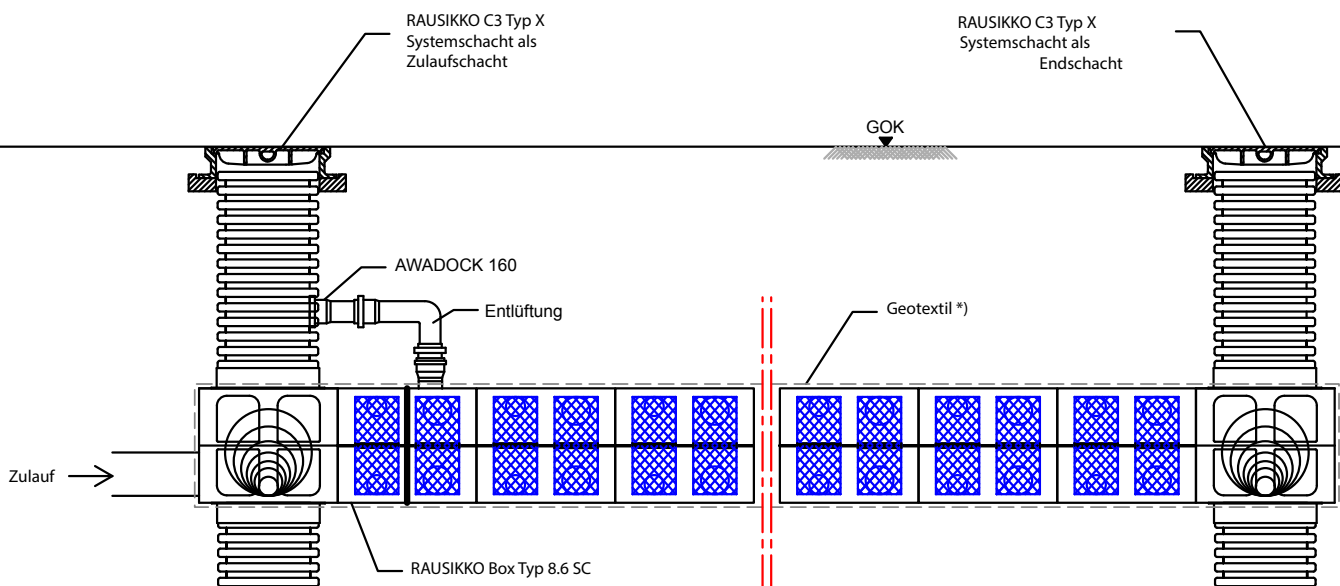 RAUSIKKO C3 Typ X
Systemschacht als
Zulaufschacht
RAUSIKKO C3 Typ X
Systemschacht als
Endschacht
GOK
AWADOCK 160
Entlüftung
Geotextil *)
Zulauf
RAUSIKKO Box Typ 8.6 SC